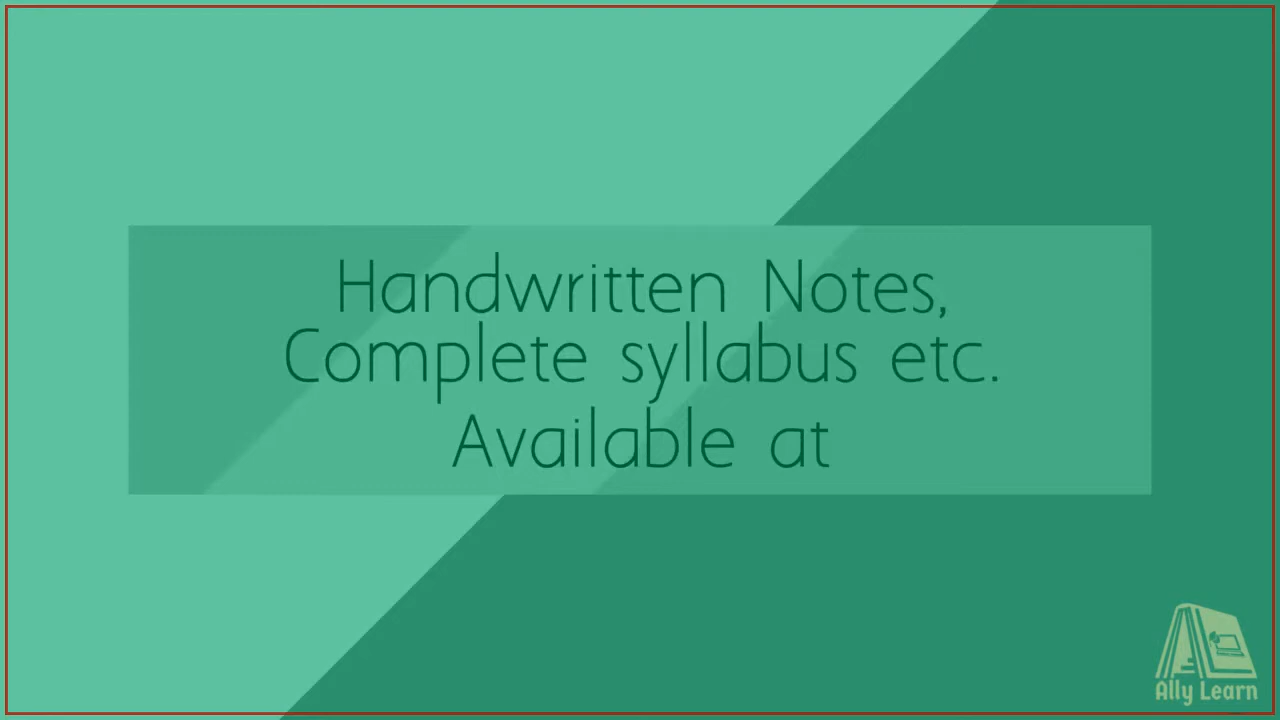 Handwritten Notes,
Complete syllabus etc.
Available at
Ally Learn